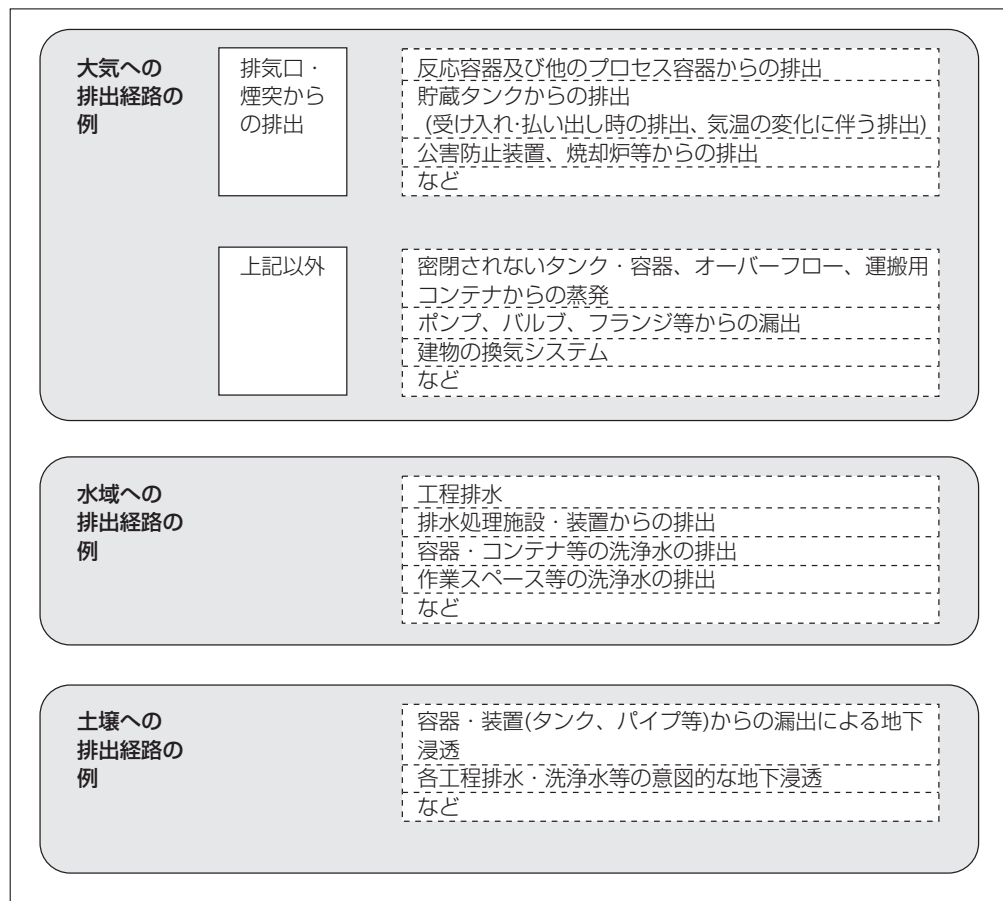 大気への
排出経路の
例
排気口・
煙突から
の排出
反応容器及び他のプロセス容器からの排出
貯蔵タンクからの排出
(受け入れ･払い出し時の排出、気温の変化に伴う排出)
公害防止装置、焼却炉等からの排出
など
上記以外
密閉されないタンク・容器、オーバーフロー、運搬用
コンテナからの蒸発
ポンプ、バルブ、フランジ等からの漏出
建物の換気システム
など
水域への
排出経路の
例
工程排水
排水処理施設・装置からの排出
容器・コンテナ等の洗浄水の排出
作業スペース等の洗浄水の排出
など
土壌への
排出経路の
例
容器・装置(タンク、パイプ等)からの漏出による地下
浸透
各工程排水・洗浄水等の意図的な地下浸透
など